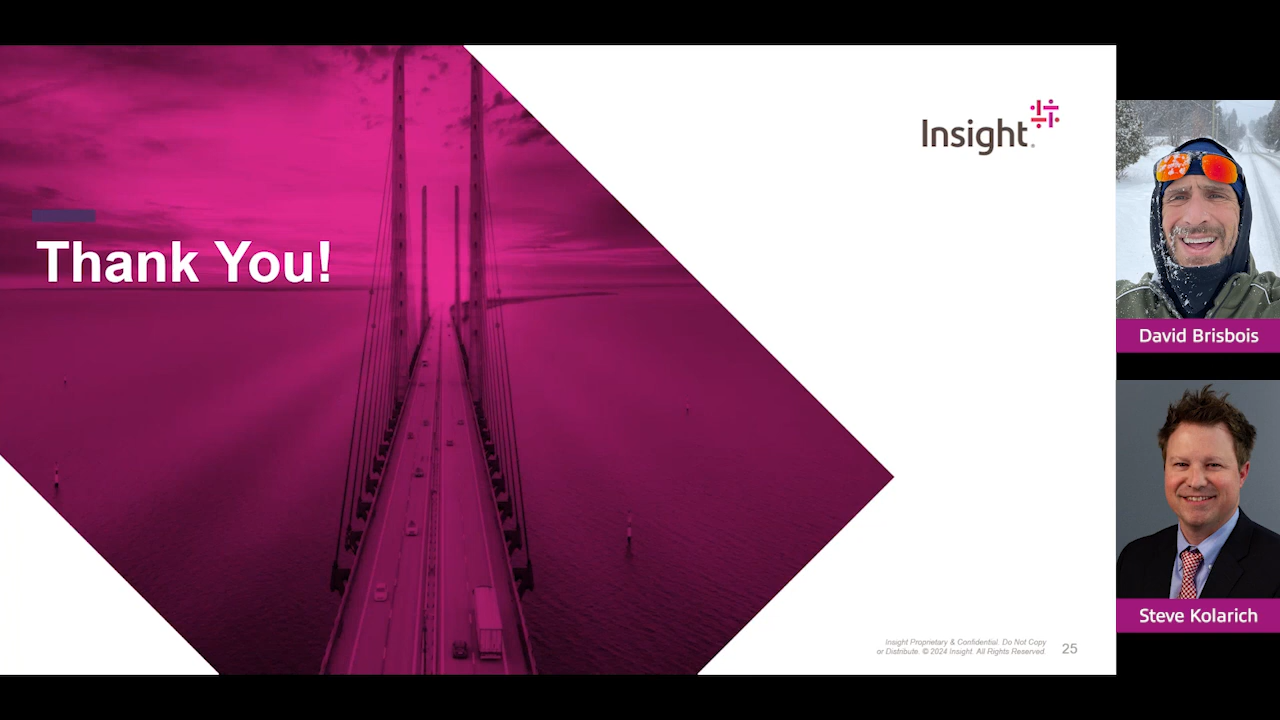 Insight.
Thank You!
David Brisbois
Steve Kolarich
Insight Proprietary & Confidential. Do Not Copy
or Distribute. © 2024 Insight. All Rights Reserved.
25